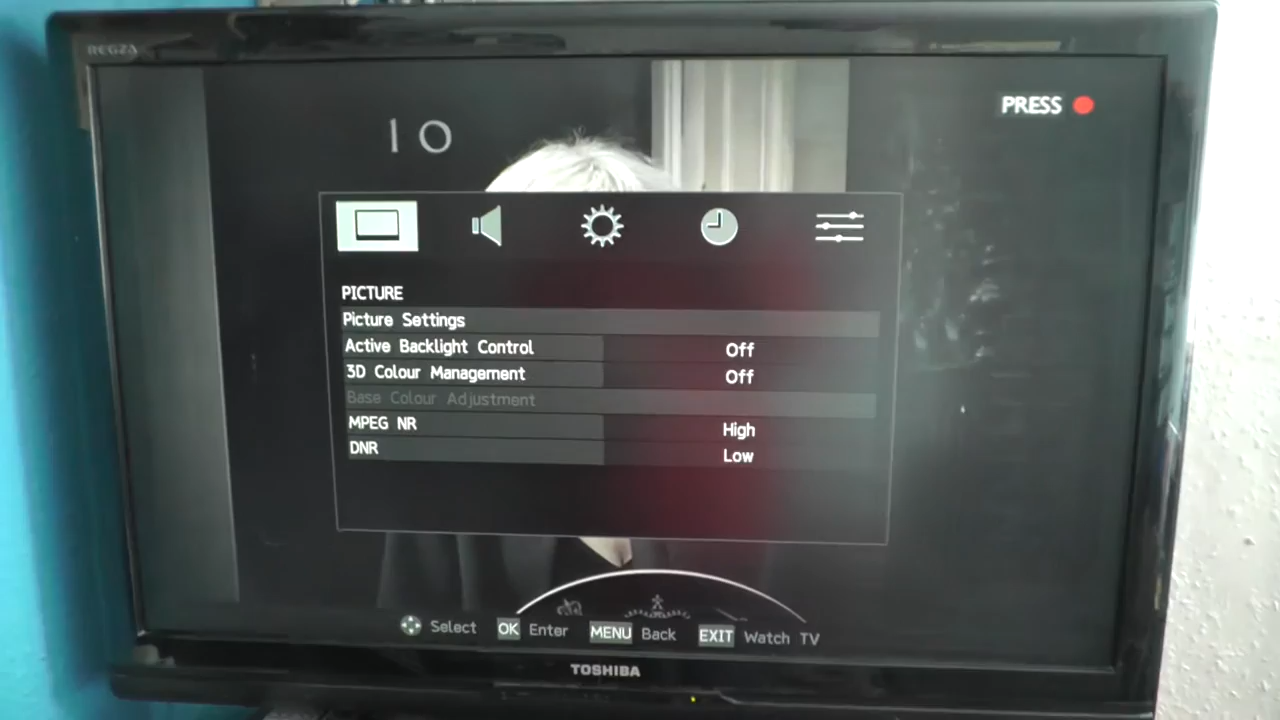 REGZA
10
PRESS
PICTURE
Picture Settings
Active Backlight Control Off
3D Colour Management Off
Base Colour Adjustment
MPEG NR High
DNR Low
Select OK Enter MENU Back EXIT Watch TV
TOSHIBA